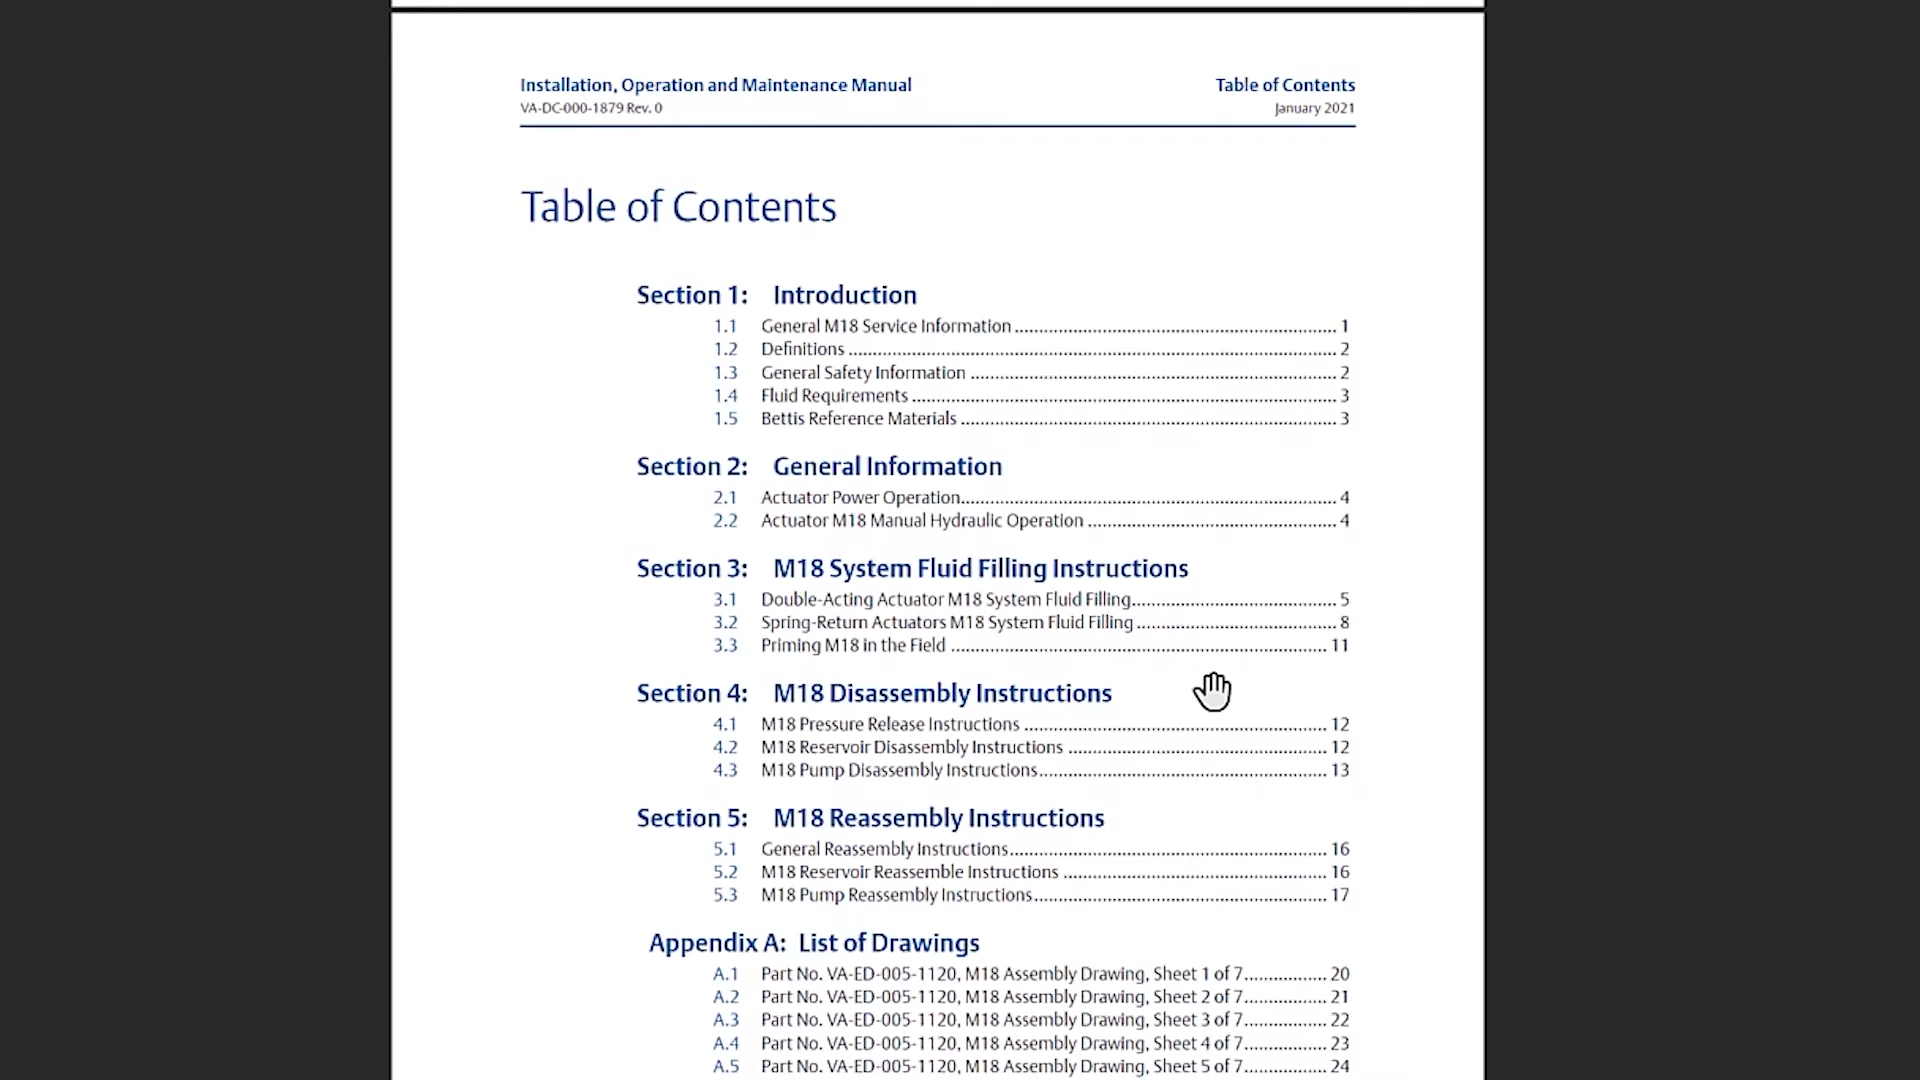 Installation, Operation and Maintenance Manual Table of Contents
VA-DC-000-1879 Rev. 0 January 2021
Table of Contents
Section 1: Introduction
1.1 General M18 Service Information 1
1.2 Definitions 2
1.3 General Safety Information 2
1.4 Fluid Requirements 3
1.5 Bettis Reference Materials 3
Section 2: General Information
2.1 Actuator Power Operation 4
2.2 Actuator M18 Manual Hydraulic Operation 4
Section 3: M18 System Fluid Filling Instructions
3.1 Double-Acting Actuator M18 System Fluid Filling 5
3.2 Spring-Return Actuators M18 System Fluid Filling 8
3.3 Priming M18 in the Field 11
Section 4: M18 Disassembly Instructions
4.1 M18 Pressure Release Instructions 12
4.2 M18 Reservoir Disassembly Instructions 12
4.3 M18 Pump Disassembly Instructions 13
Section 5: M18 Reassembly Instructions
5.1 General Reassembly Instructions 16
5.2 M18 Reservoir Reassemble Instructions 16
5.3 M18 Pump Reassembly Instructions 17
Appendix A: List of Drawings
A.1 Part No. VA-ED-005-1120, M18 Assembly Drawing, Sheet 1 of 7 20
A.2 Part No. VA-ED-005-1120, M18 Assembly Drawing, Sheet 2 of 7 21
A.3 Part No. VA-ED-005-1120, M18 Assembly Drawing, Sheet 3 of 7 22
A.4 Part No. VA-ED-005-1120, M18 Assembly Drawing, Sheet 4 of 7 23
A.5 Part No. VA-ED-005-1120, M18 Assembly Drawing, Sheet 5 of 7 24